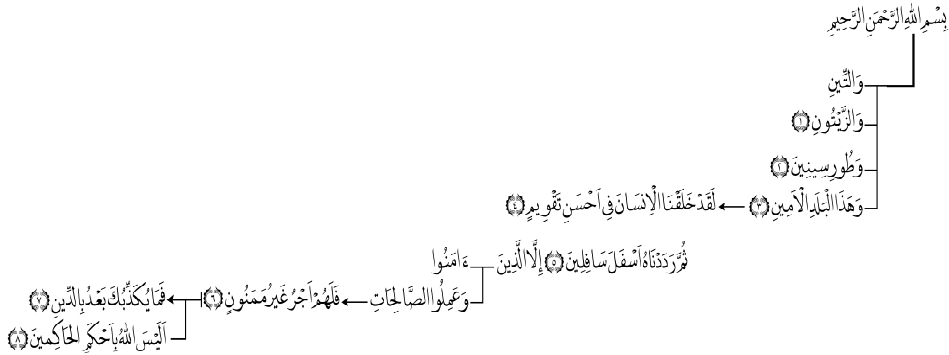 بِسْمِ اللهِ الرَّحْمَنِ الرَّحِيمِ
وَالتِّينِ
وَالزَّيْتُونِ ١
وَطُورِ سِينِينَ ٢
وَهَذَا الْبَلَدِ الْأَمِينِ ٣ لَقَدْ خَلَقْنَا الْإِنسَانَ فِي أَحْسَنِ تَقْوِيمٍ ٤
ثُمَّ رَدَدْنَاهُ أَسْفَلَ سَافِلِينَ ٥ إِلَّا الَّذِينَ ءَامَنُوا
وَعَمِلُوا الصَّالِحَاتِ فَلَهُمْ أَجْرٌ غَيْرُ مَمْنُونٍ ٦ فَمَا يُكَذِّبُكَ بَعْدُ بِالدِّينِ ٧
أَلَيْسَ اللهُ بِأَحْكَمِ الْحَاكِمِينَ ٨